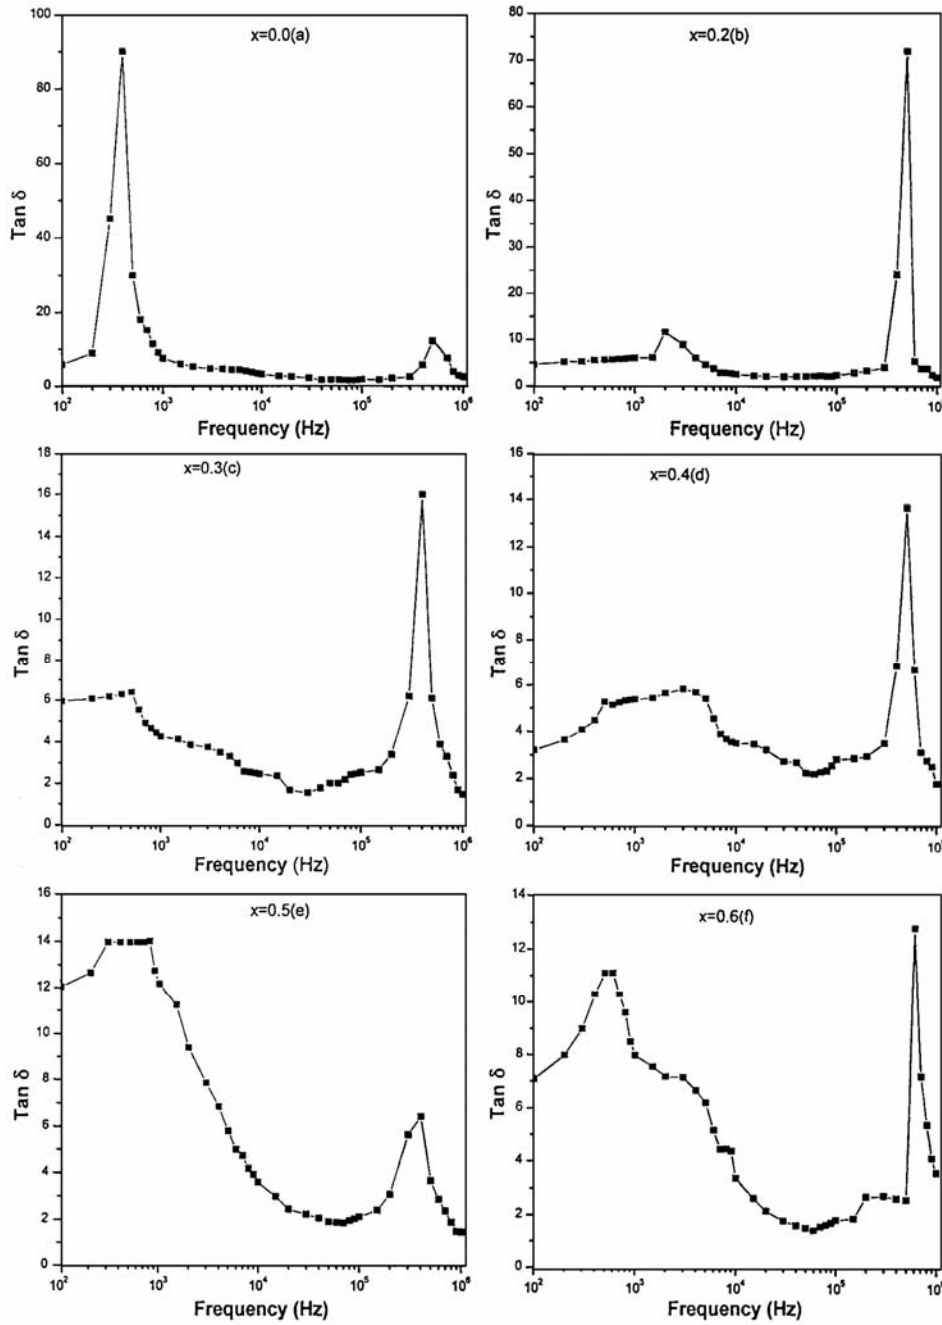 x=0.0(a)
Tan δ
100
80
60
40
20
0
10² 10³ 10⁴ 10⁵ 10⁶
Frequency (Hz)
x=0.2(b)
Tan δ
80
70
60
50
40
30
20
10
0
10² 10³ 10⁴ 10⁵ 10⁶
Frequency (Hz)
x=0.3(c)
Tan δ
18
16
14
12
10
8
6
4
2
0
10² 10³ 10⁴ 10⁵ 10⁶
Frequency (Hz)
x=0.4(d)
Tan δ
16
14
12
10
8
6
4
2
0
10² 10³ 10⁴ 10⁵ 10⁶
Frequency (Hz)
x=0.5(e)
Tan δ
16
14
12
10
8
6
4
2
0
10² 10³ 10⁴ 10⁵ 10⁶
Frequency (Hz)
x=0.6(f)
Tan δ
14
12
10
8
6
4
2
0
10² 10³ 10⁴ 10⁵ 10⁶
Frequency (Hz)